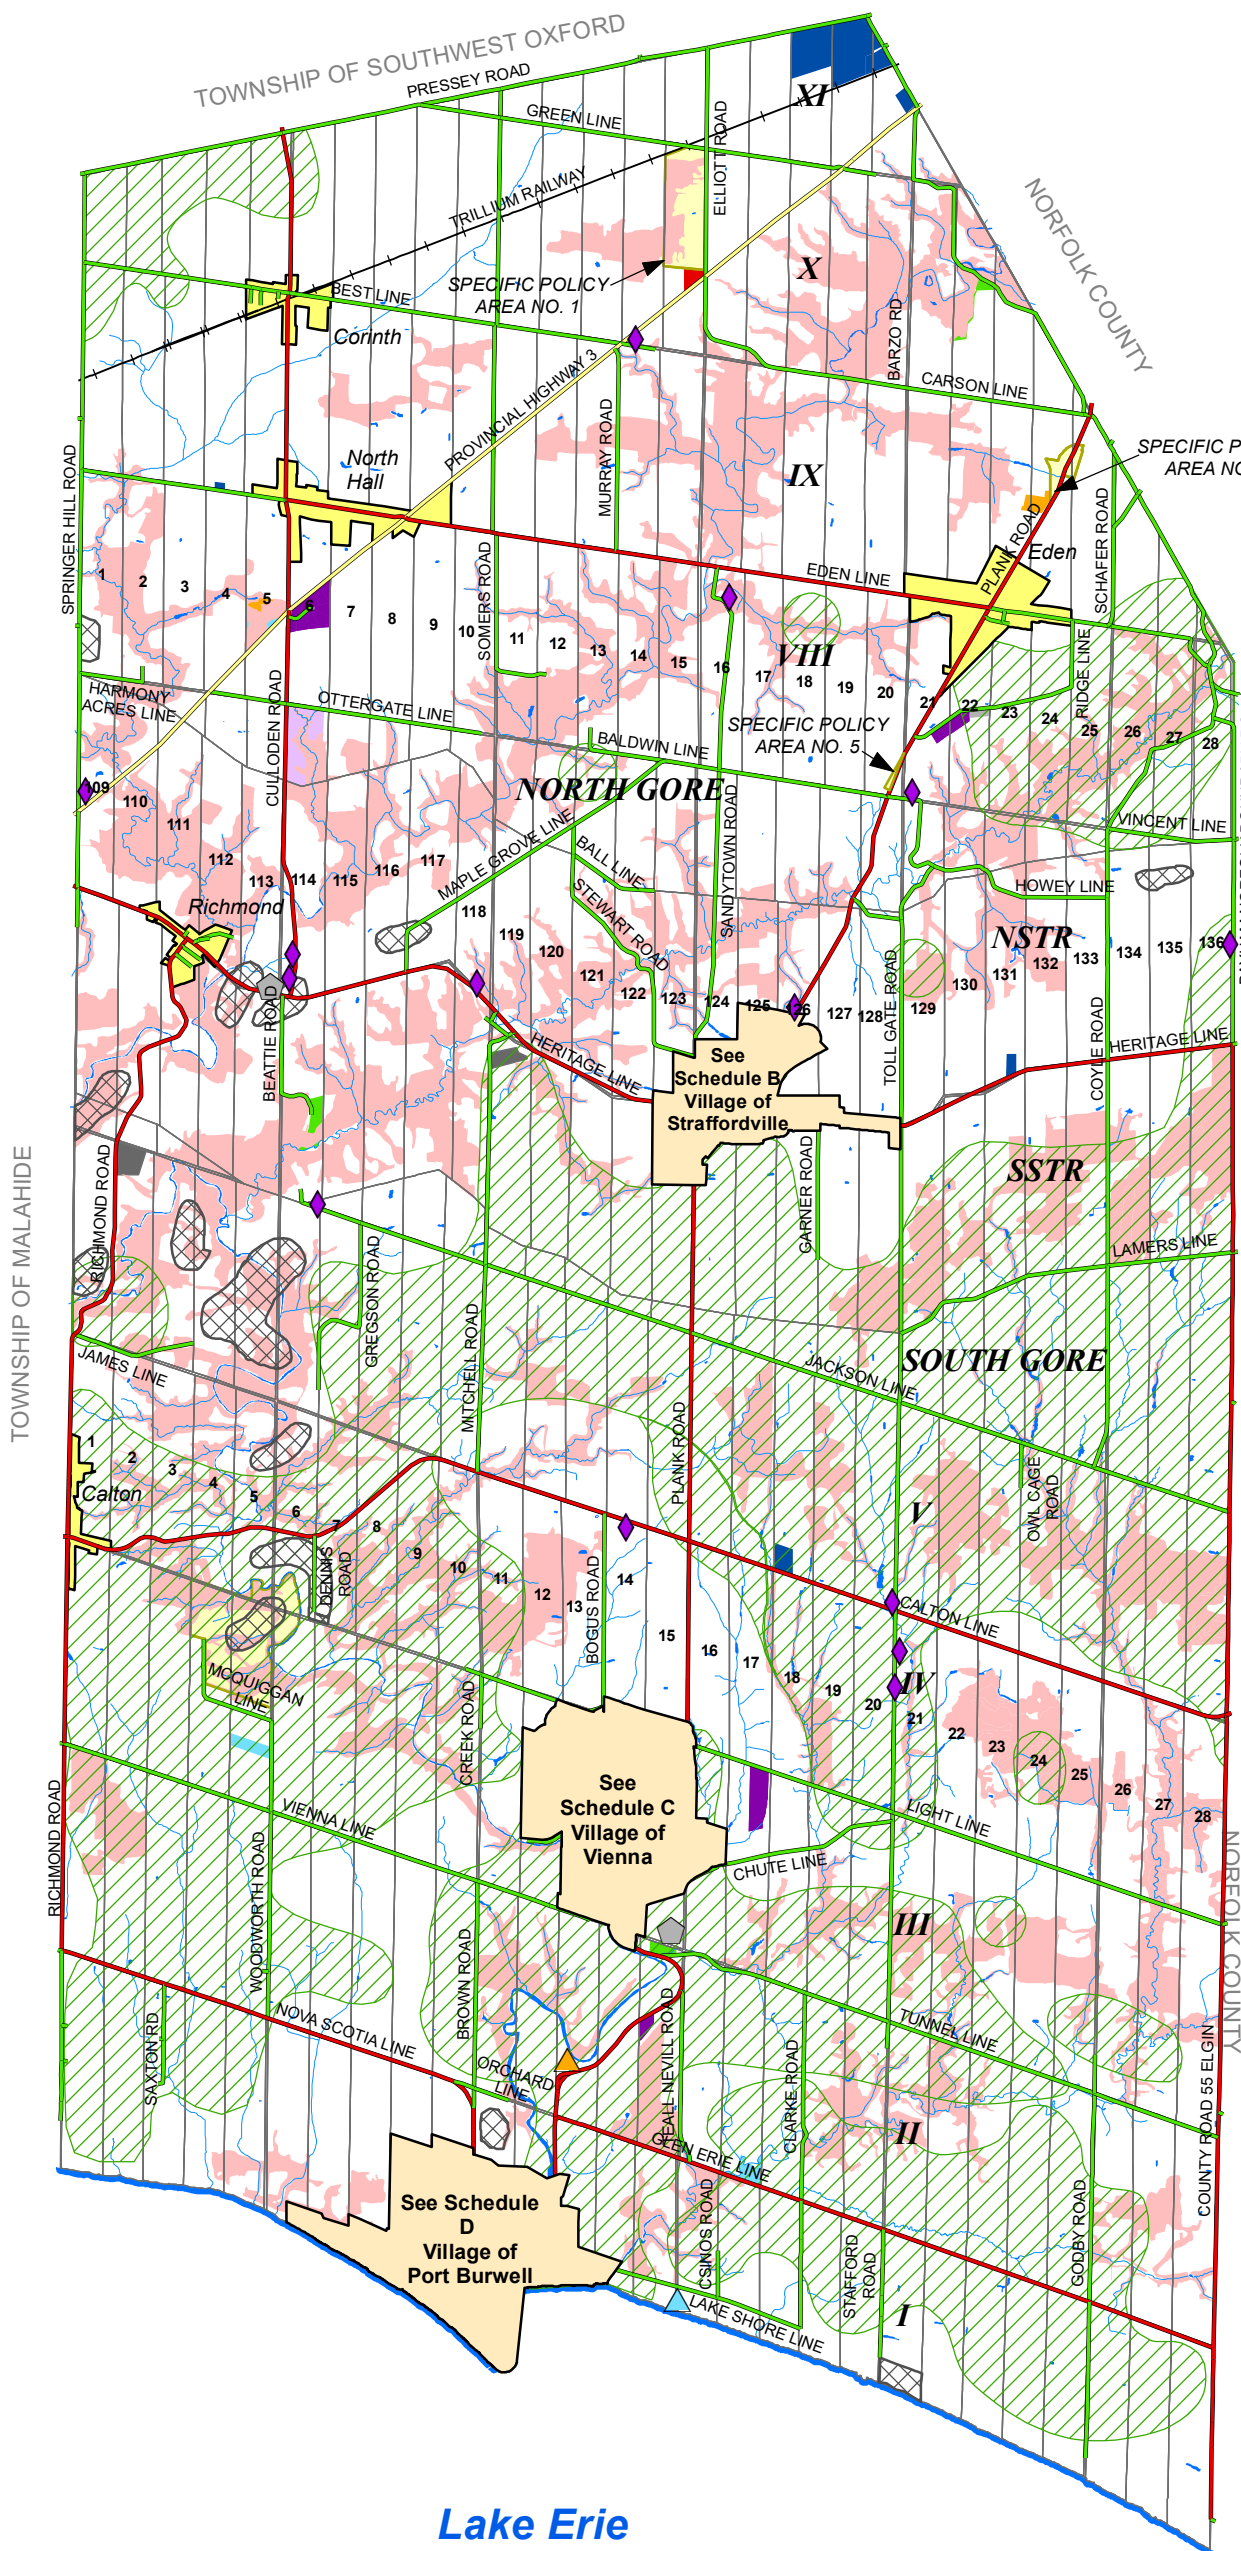 TOWNSHIP OF SOUTHWEST OXFORD
PRESSEY ROAD
GREEN LINE
ELLIOTT ROAD
XI
TRILLIUM RAILWAY
NORFOLK COUNTY
SPECIFIC POLICY
AREA NO. 1
X
BEST LINE
Corinth
BARZO RD
CARSON LINE
PROVINCIAL HIGHWAY 3
MURRAY ROAD
SPECIFIC P
AREA NO
North
Hall
IX
SPRINGER HILL ROAD
SCHAFER ROAD
PLANK ROAD
Eden
EDEN LINE
SOMERS ROAD
1 2 3 4 5 6 7 8 9 10 11 12 13 14 15 16 17 18 19 20 21 22 23 24 25 26 27 28
VIII
RIDGE LINE
HARMONY
ACRES LINE
CULLODEN ROAD
OTTERGATE LINE
BALDWIN LINE
SPECIFIC POLICY
AREA NO. 5
NORTH GORE
SANDYTOWN ROAD
VINCENT LINE
MAPLE GROVE LINE
BALL LINE
STEWART ROAD
HOWEY LINE
109 110 111 112 113 114 115 116 117 118 119 120 121 122 123 124 125 126 127 128 129 130 131 132 133 134 135 136
Richmond
NSTR
TOLL GATE ROAD
COYLE ROAD
BEATTIE ROAD
HERITAGE LINE
HERITAGE LINE
See
Schedule B
Village of
Straffordville
TOWNSHIP OF MALAHIDE
RICHMOND ROAD
GARNER ROAD
SSTR
LAMERS LINE
GREGSON ROAD
MITCHELL ROAD
JAMES LINE
JACKSON LINE
SOUTH GORE
PLANK ROAD
OWL CAGE
ROAD
Calton
V
1 2 3 4 5 6 7 8 9 10 11 12 13 14 15 16 17 18 19 20 21 22 23 24 25 26 27 28
DENNIS
ROAD
BOGUS ROAD
CALTON LINE
IV
MCQUIGGAN
LINE
CREEK ROAD
See
Schedule C
Village of
Vienna
VIENNA LINE
LIGHT LINE
CHUTE LINE
RICHMOND ROAD
WOODWORTH ROAD
NORFOLK COUNTY
III
BROWN ROAD
SAXTON RD
NOVA SCOTIA LINE
ORCHARD
LINE
TUNNEL LINE
CLARKE ROAD
II
GLEN ERIE LINE
COUNTY ROAD 55 ELGIN
See Schedule
D
Village of
Port Burwell
CSINOS ROAD
STAFFORD
ROAD
GODBY ROAD
I
LAKE SHORE LINE
Lake Erie